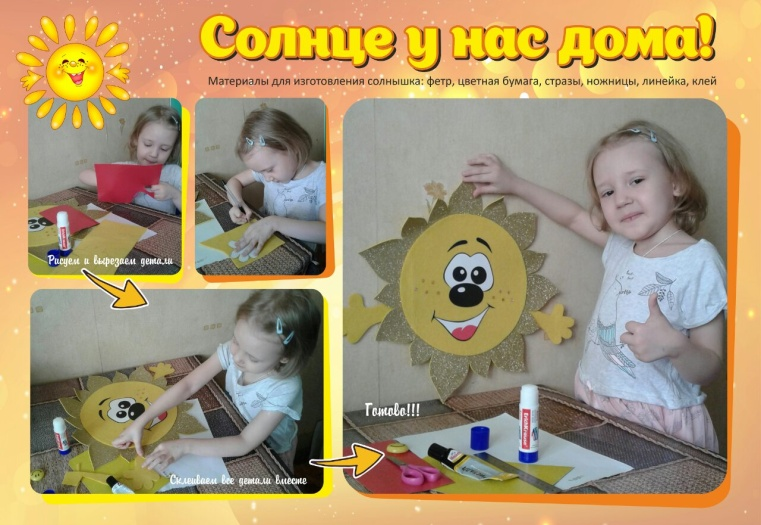 Солнце у нас дома!
Материалы для изготовления солнышка: фетр, цветная бумага, стразы, ножницы, линейка, клей
Рисуем и вырезаем детали
Склеиваем все детали вместе
Готово!!!
ErichKrause